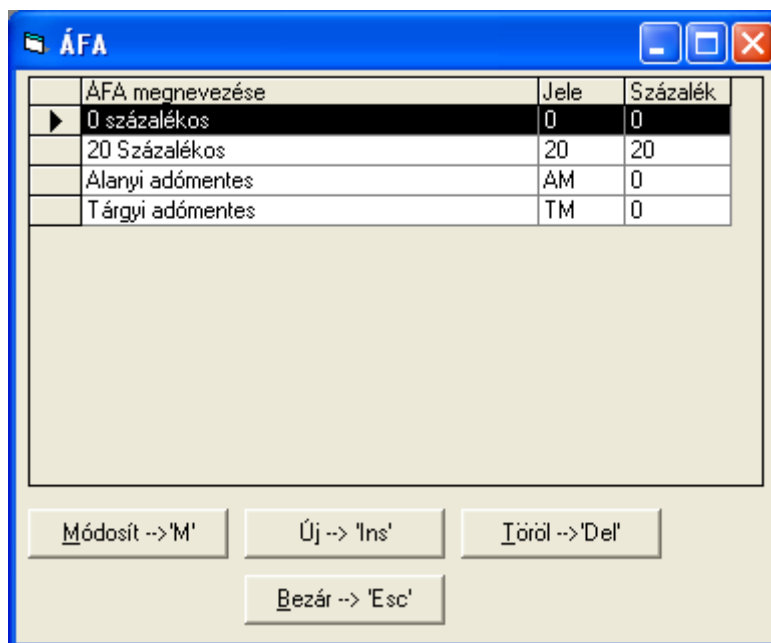 ÁFA
ÁFA megnevezése Jele Százalék
0 százalékos 0 0
20 Százalékos 20 20
Alanyi adómentes AM 0
Tárgyi adómentes TM 0
Módosít -->'M' Új --> 'Ins' Töröl -->'Del'
Bezár --> 'Esc'